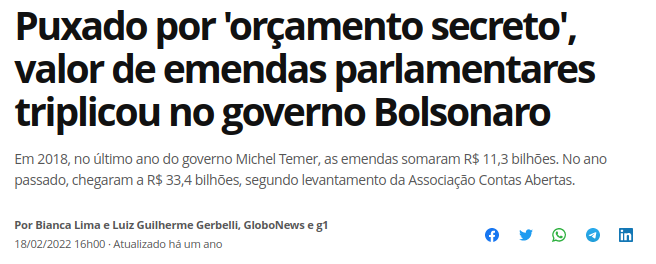 Puxado por 'orçamento secreto',
valor de emendas parlamentares
triplicou no governo Bolsonaro
Em 2018, no último ano do governo Michel Temer, as emendas somaram R$ 11,3 bilhões. No ano
passado, chegaram a R$ 33,4 bilhões, segundo levantamento da Associação Contas Abertas.
Por Bianca Lima e Luiz Guilherme Gerbelli, GloboNews e g1
18/02/2022 16h00 · Atualizado há um ano